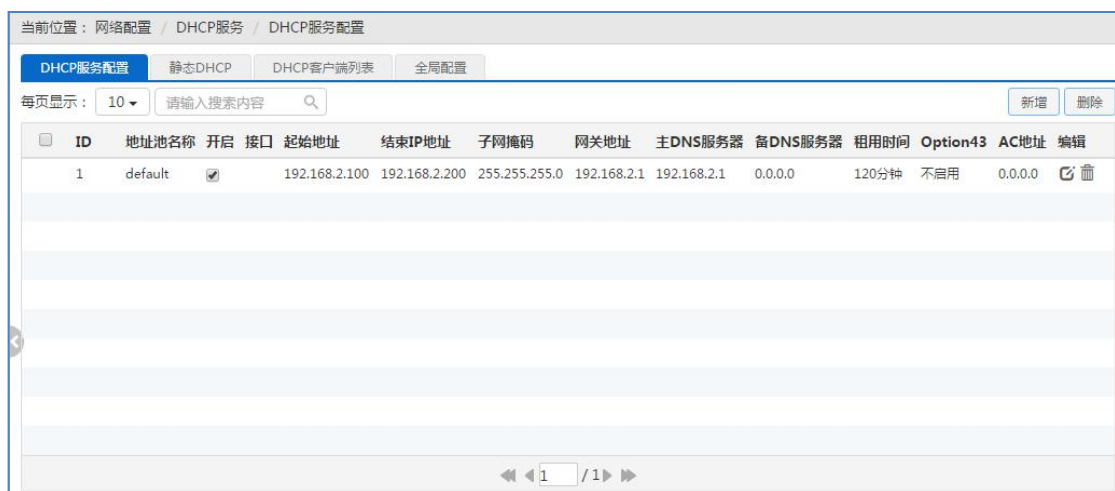 当前位置： 网络配置 / DHCP服务 / DHCP服务配置
DHCP服务配置 静态DHCP DHCP客户端列表 全局配置
每页显示： 10 请输入搜索内容 新增 删除
ID 地址池名称 开启 接口 起始地址 结束IP地址 子网掩码 网关地址 主DNS服务器 备DNS服务器 租用时间 Option43 AC地址 编辑
1 default 192.168.2.100 192.168.2.200 255.255.255.0 192.168.2.1 192.168.2.1 0.0.0.0 120分钟 不启用 0.0.0.0
1 / 1